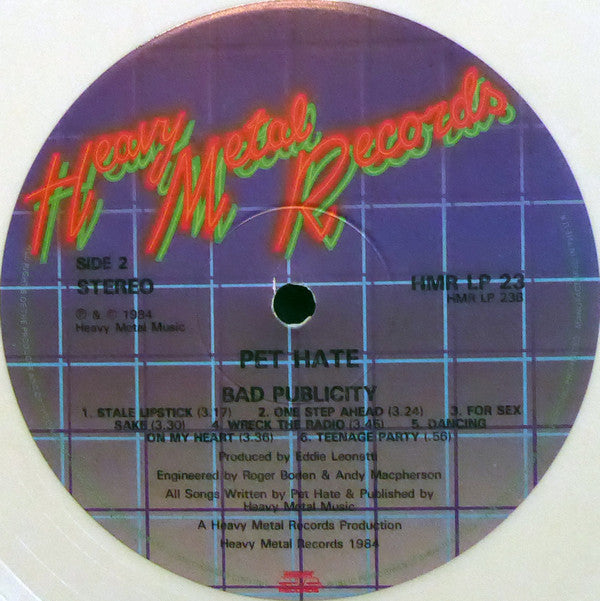 Heavy Metal Records
SIDE 2
STEREO
HMR LP 23
HMR LP 23B
℗ & © 1984
Heavy Metal Music
PET HATE
BAD PUBLICITY
1. STALE LIPSTICK (3.17) 2. ONE STEP AHEAD (3.24) 3. FOR SEX
SAKE (3.30) 4. WRECK THE RADIO (3.45) 5. DANCING
ON MY HEART (3.36) 6. TEENAGE PARTY (.56)
Produced by Eddie Leonetti
Engineered by Roger Boden & Andy Macpherson
All Songs Written by Pet Hate & Published by
Heavy Metal Music
A Heavy Metal Records Production
Heavy Metal Records 1984